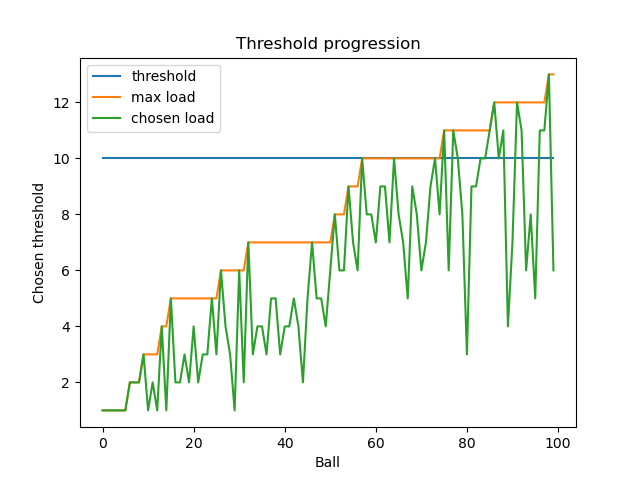 Threshold progression
threshold
max load
chosen load
Chosen threshold
12
10
8
6
4
2
0
20
40
60
80
100
Ball